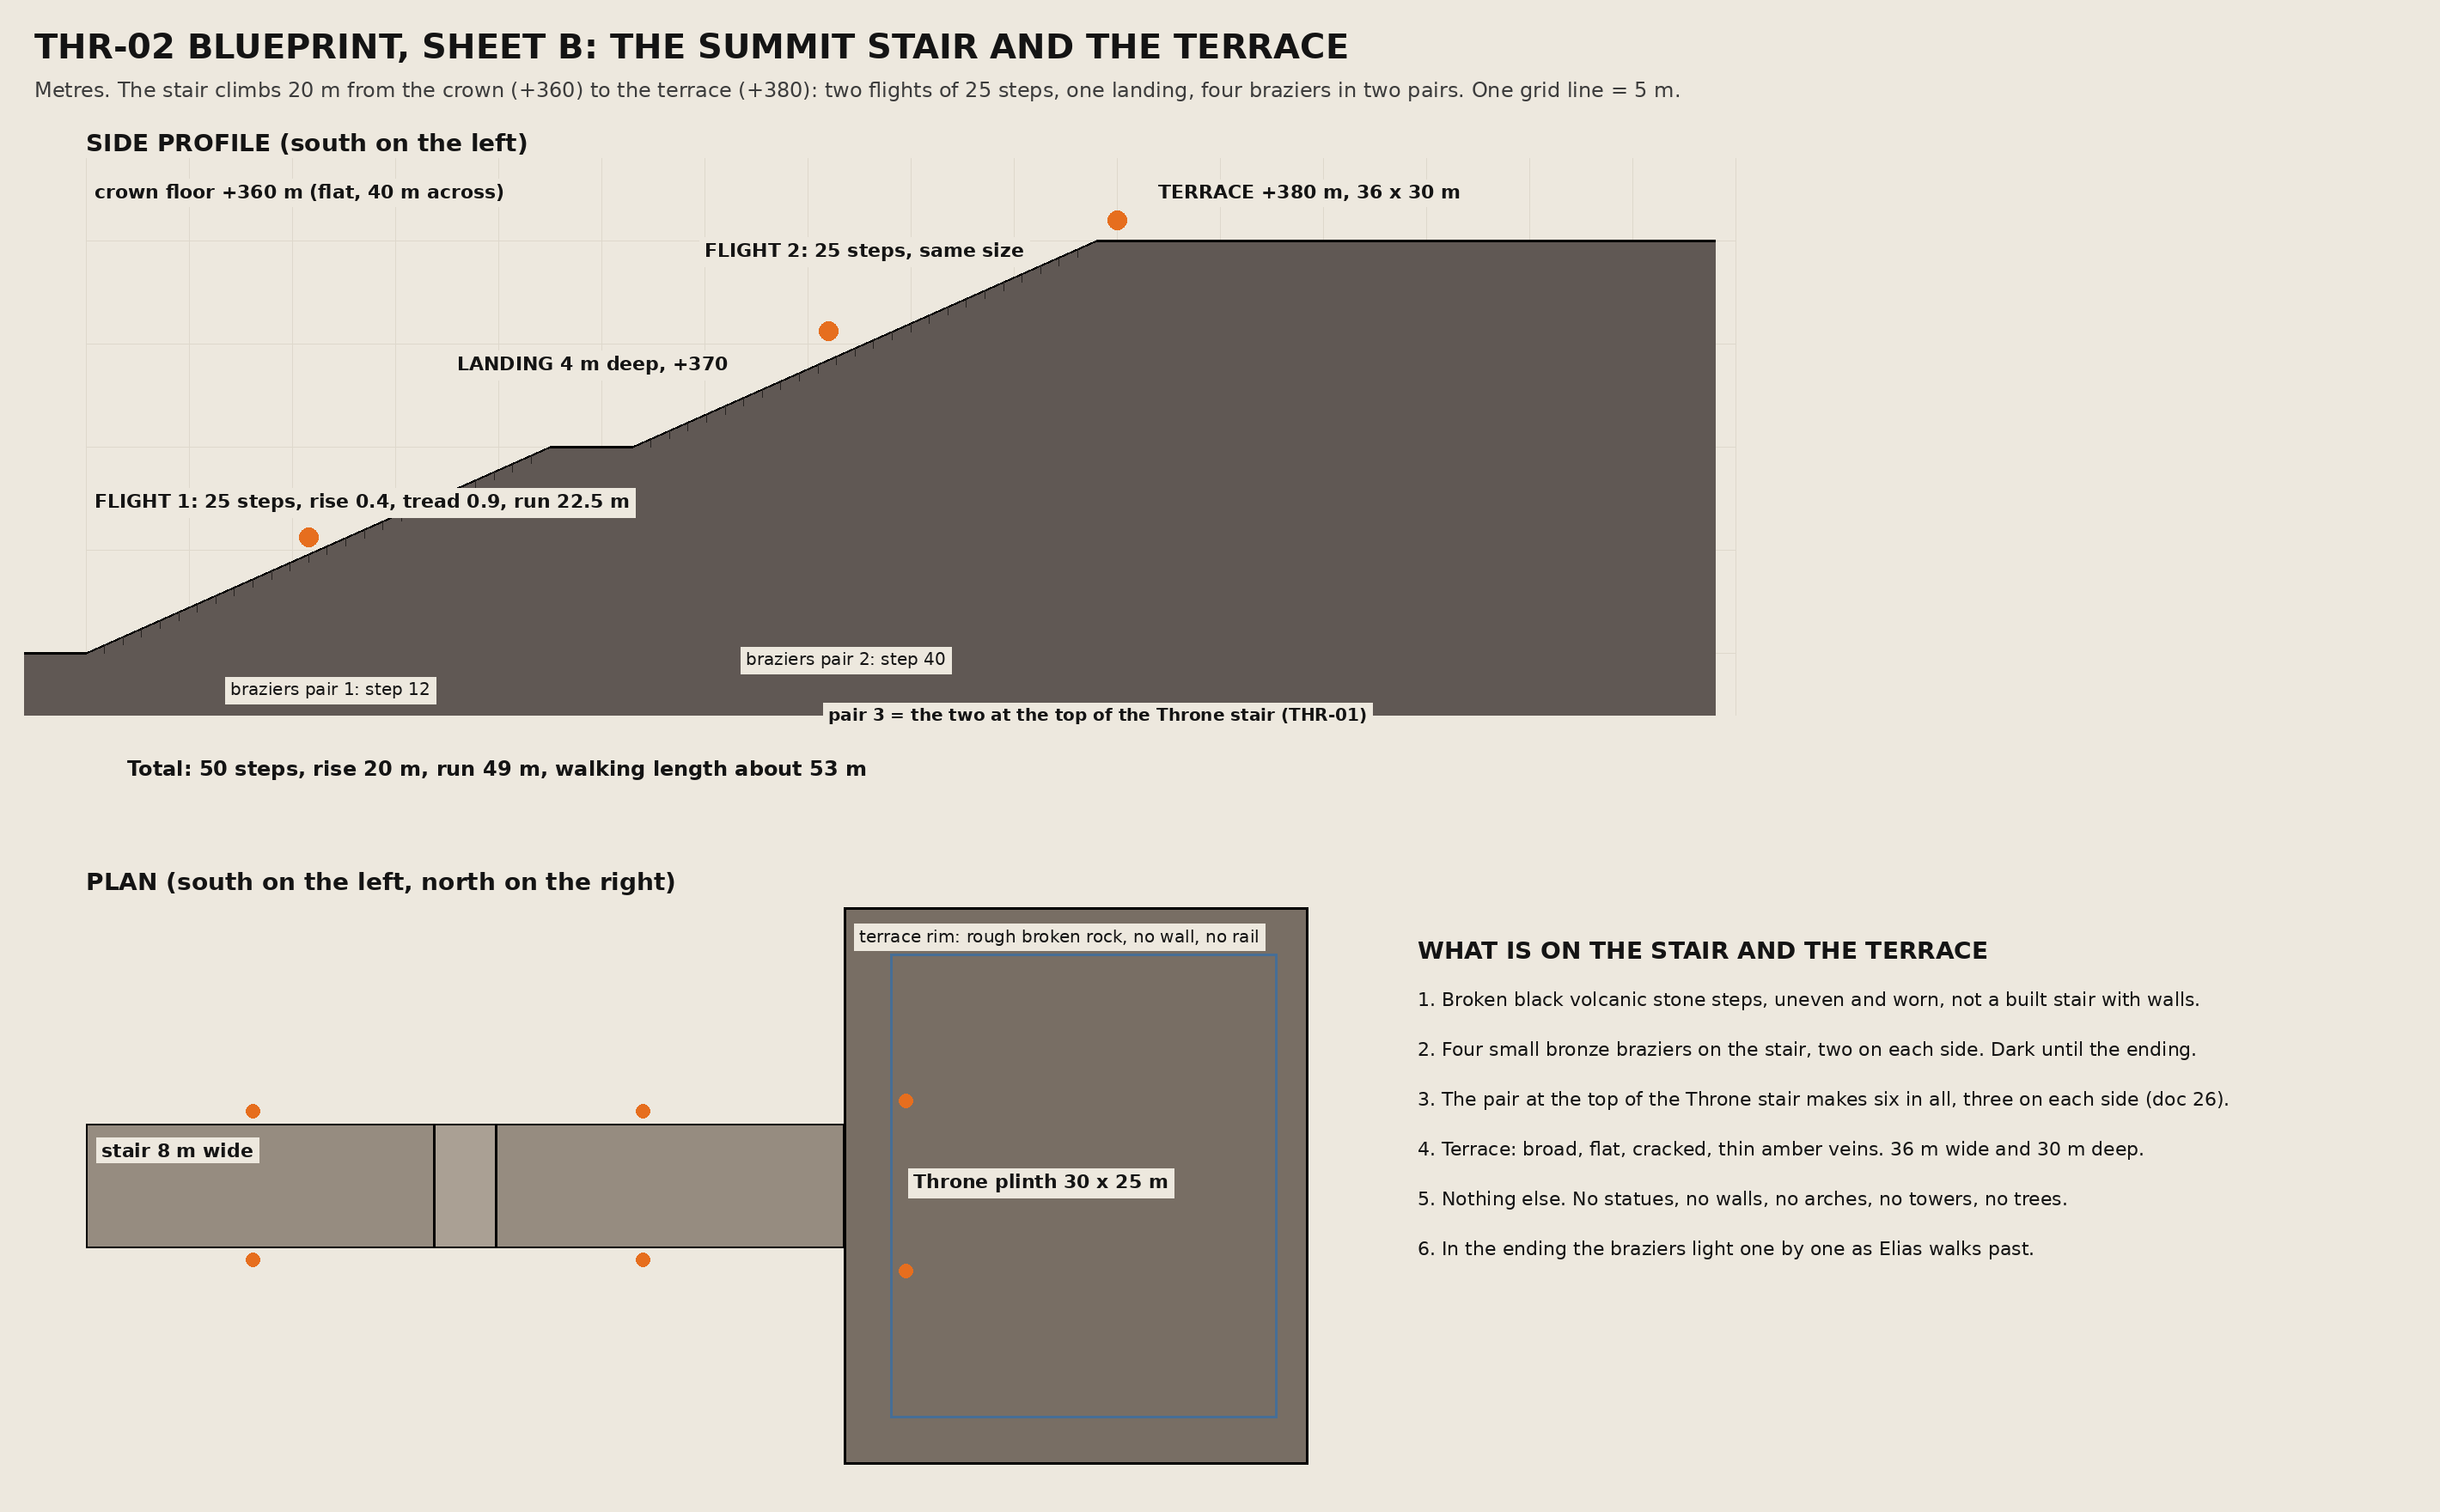 THR-02 BLUEPRINT, SHEET B: THE SUMMIT STAIR AND THE TERRACE
Metres. The stair climbs 20 m from the crown (+360) to the terrace (+380): two flights of 25 steps, one landing, four braziers in two pairs. One grid line = 5 m.
SIDE PROFILE (south on the left)
crown floor +360 m (flat, 40 m across)
TERRACE +380 m, 36 x 30 m
FLIGHT 2: 25 steps, same size
LANDING 4 m deep, +370
FLIGHT 1: 25 steps, rise 0.4, tread 0.9, run 22.5 m
braziers pair 2: step 40
braziers pair 1: step 12
pair 3 = the two at the top of the Throne stair (THR-01)
Total: 50 steps, rise 20 m, run 49 m, walking length about 53 m
PLAN (south on the left, north on the right)
terrace rim: rough broken rock, no wall, no rail
stair 8 m wide
Throne plinth 30 x 25 m
WHAT IS ON THE STAIR AND THE TERRACE
1. Broken black volcanic stone steps, uneven and worn, not a built stair with walls.
2. Four small bronze braziers on the stair, two on each side. Dark until the ending.
3. The pair at the top of the Throne stair makes six in all, three on each side (doc 26).
4. Terrace: broad, flat, cracked, thin amber veins. 36 m wide and 30 m deep.
5. Nothing else. No statues, no walls, no arches, no towers, no trees.
6. In the ending the braziers light one by one as Elias walks past.